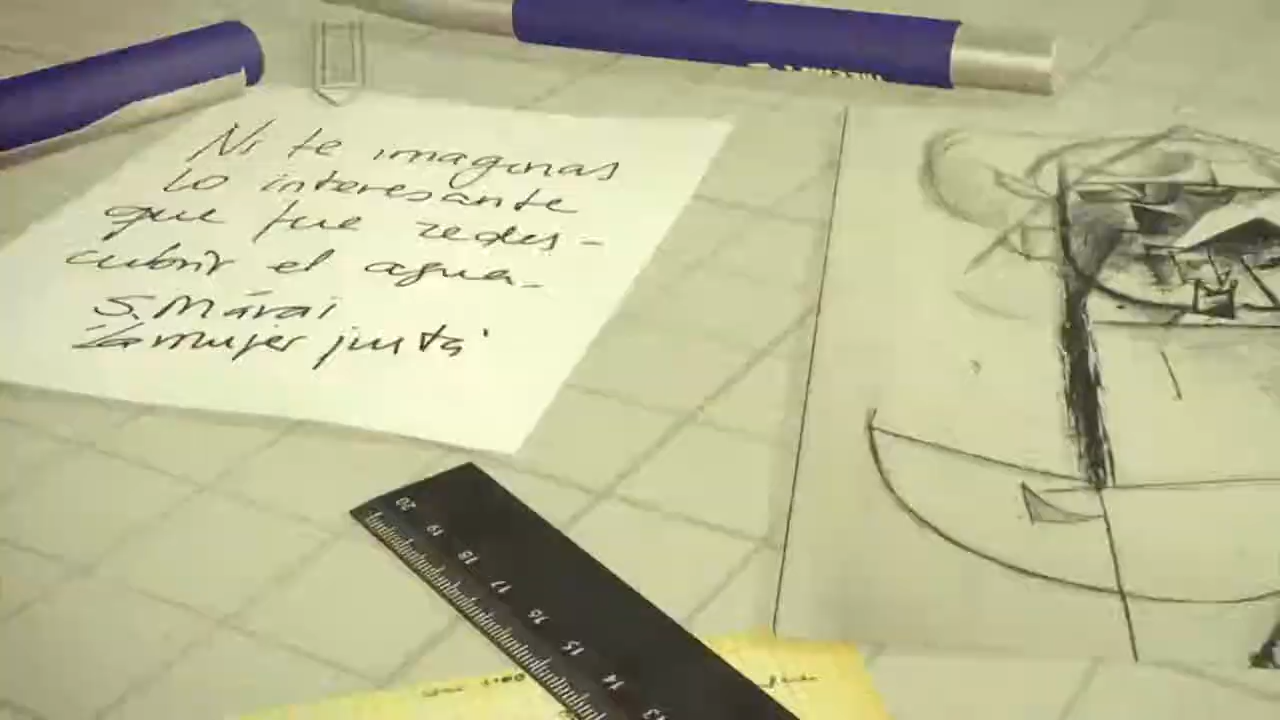 Ni te imaginas
lo interesante
que fue redes-
cubrir el agua.
S. Márai
"La mujer justa"
20 19 18 17 16 15 14 13